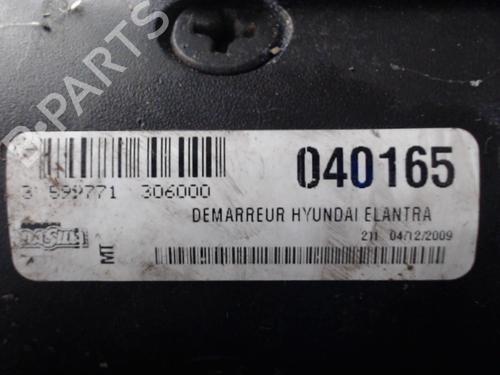 040165
3 599771 306000
DEMARREUR HYUNDAI ELANTRA
211 04/12/2009
MT
B-PARTS